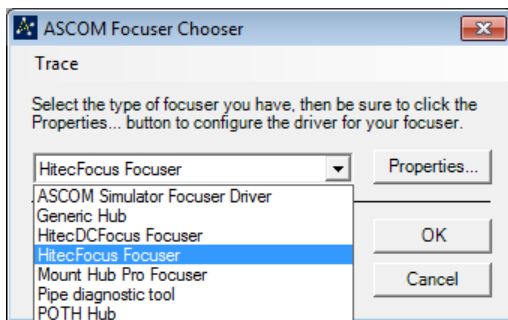 ASCOM Focuser Chooser
Trace
Select the type of focuser you have, then be sure to click the
Properties... button to configure the driver for your focuser.
HitecFocus Focuser
Properties...
ASCOM Simulator Focuser Driver
Generic Hub
HitecDCFocus Focuser
HitecFocus Focuser
Mount Hub Pro Focuser
Pipe diagnostic tool
POTH Hub
OK
Cancel